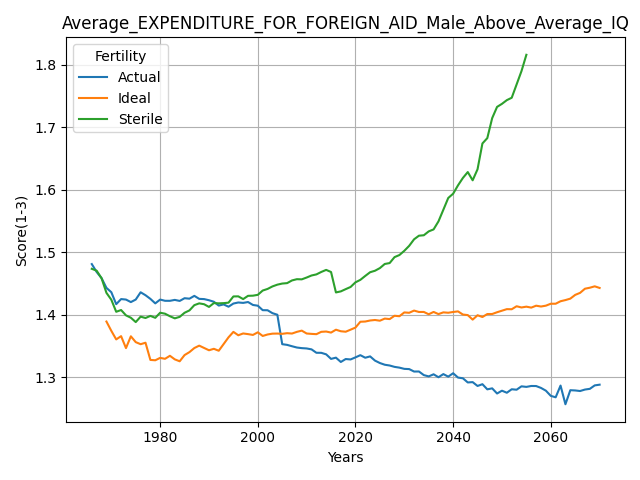 Average_EXPENDITURE_FOR_FOREIGN_AID_Male_Above_Average_IQ
Fertility
Actual
Ideal
Sterile
Score(1-3)
1.8
1.7
1.6
1.5
1.4
1.3
1980
2000
2020
2040
2060
Years